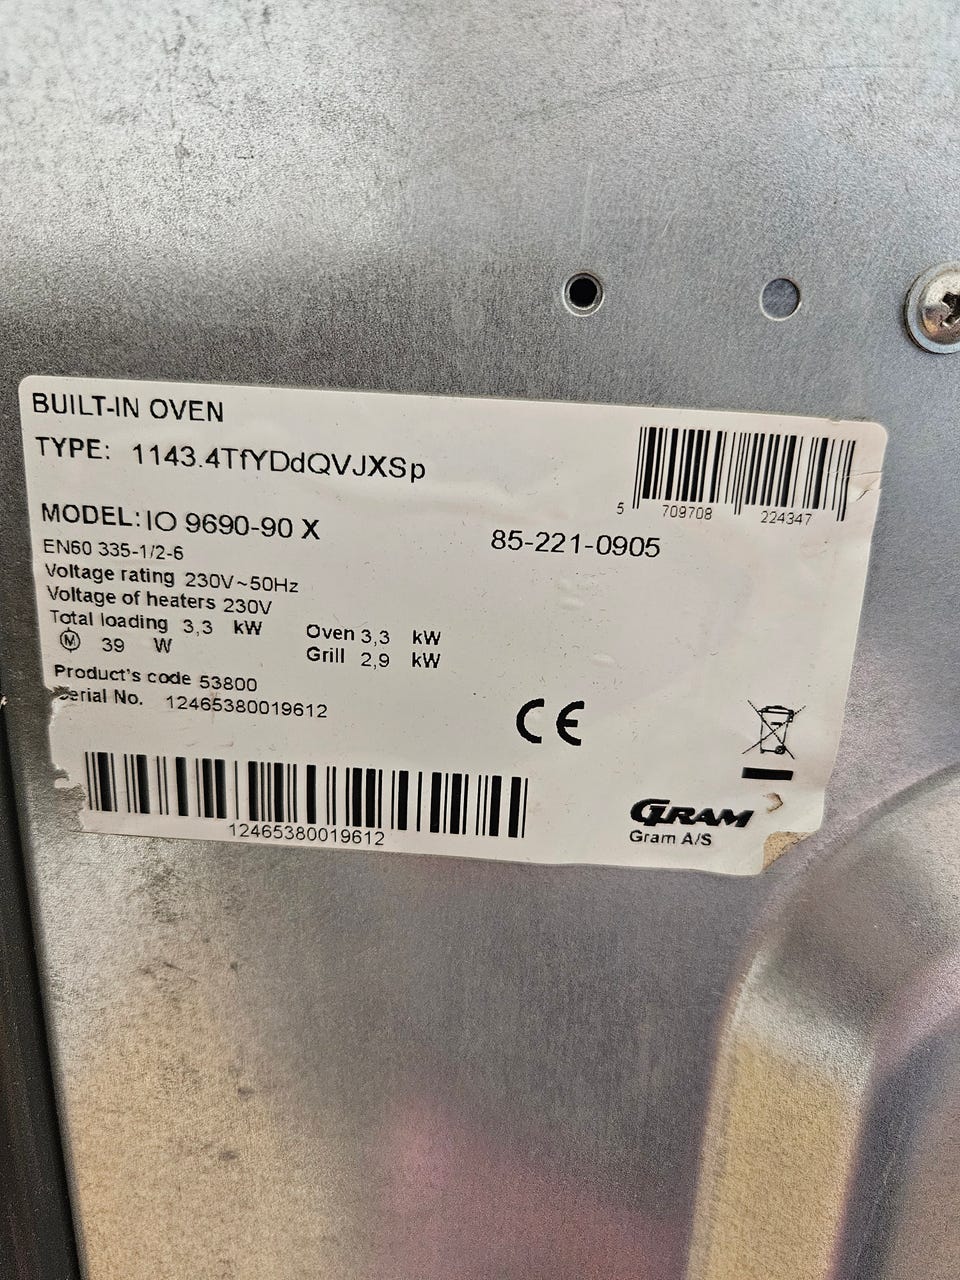 BUILT-IN OVEN
TYPE: 1143.4TfYDdQVJXSp
5 709708 224347
MODEL: IO 9690-90 X
85-221-0905
EN60 335-1/2-6
Voltage rating 230V~50Hz
Voltage of heaters 230V
Total loading 3,3 kW
Oven 3,3 kW
M 39 W
Grill 2,9 kW
Product's code 53800
Serial No. 12465380019612
CE
12465380019612
GRAM
Gram A/S